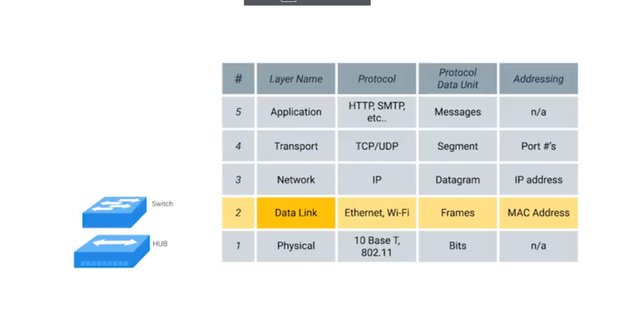 # Layer Name Protocol Protocol Data Unit Addressing
5 Application HTTP, SMTP, etc.. Messages n/a
4 Transport TCP/UDP Segment Port #'s
3 Network IP Datagram IP address
Switch
2 Data Link Ethernet, Wi-Fi Frames MAC Address
HUB
1 Physical 10 Base T, 802.11 Bits n/a